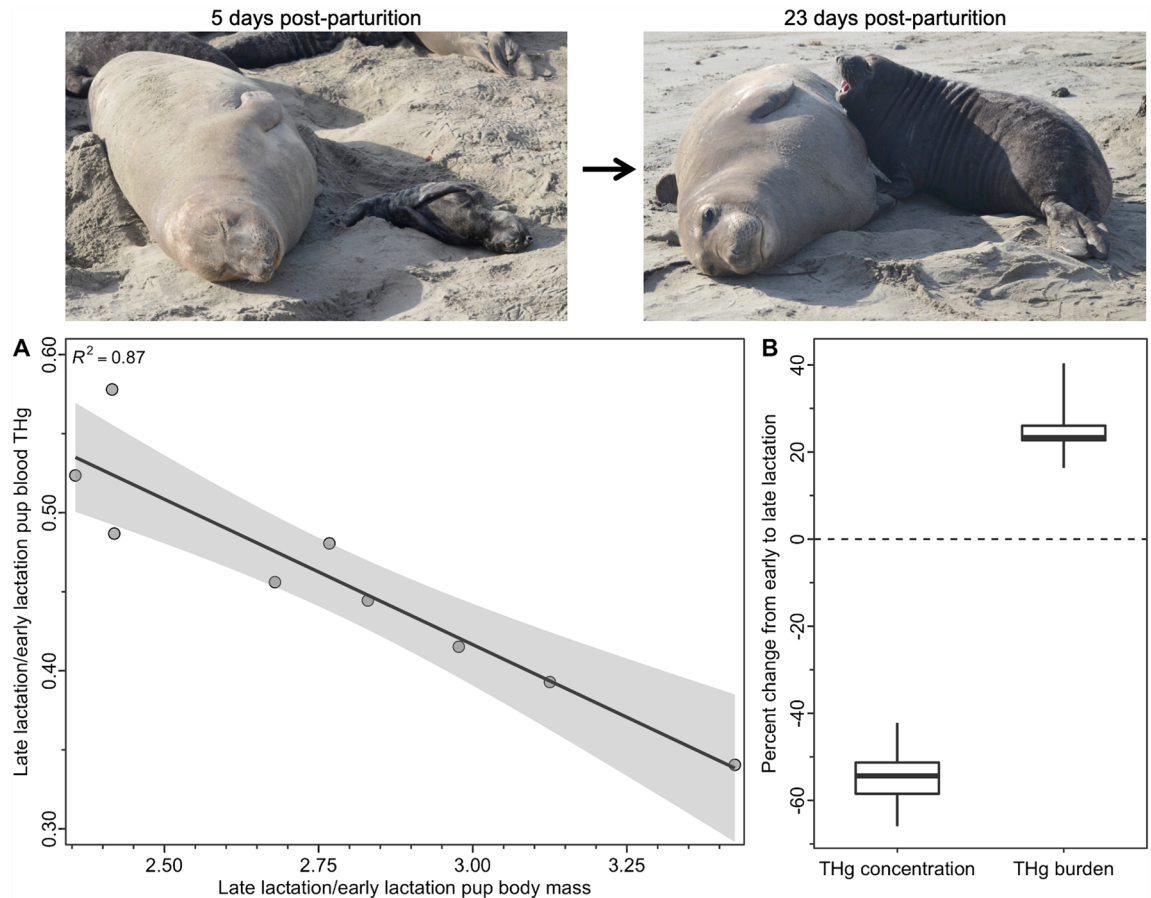 5 days post-parturition
23 days post-parturition
A
R² = 0.87
Late lactation/early lactation pup blood THg
0.60
0.50
0.40
0.30
2.50
2.75
3.00
3.25
Late lactation/early lactation pup body mass
B
Percent change from early to late lactation
40
20
0
-20
-40
-60
THg concentration
THg burden